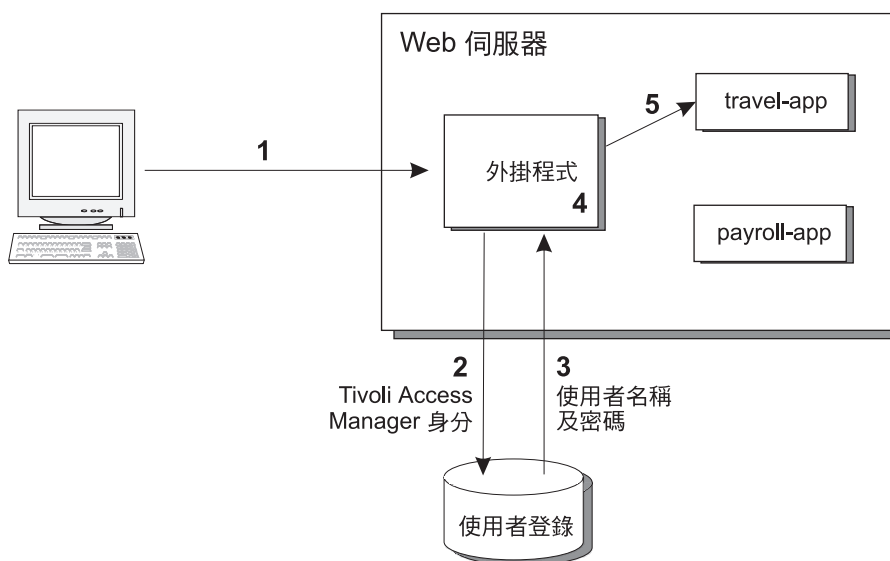 Web 伺服器
travel-app
5
1
外掛程式
4
payroll-app
2
Tivoli Access
Manager 身分
3
使用者名稱
及密碼
使用者登錄